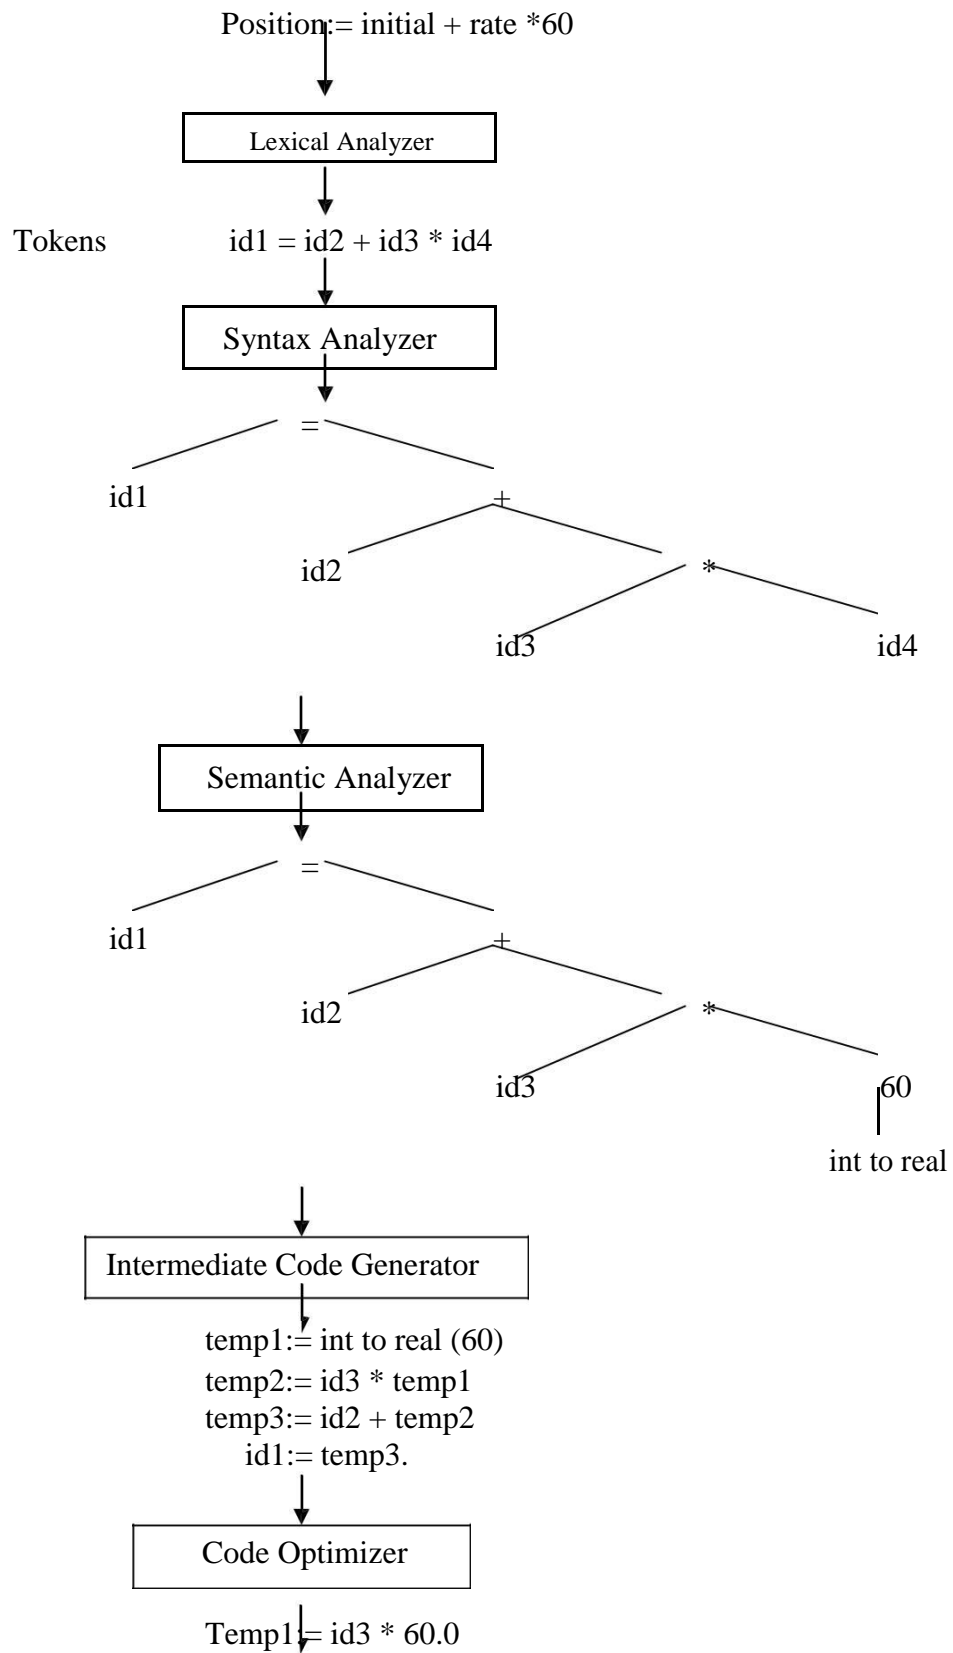 Position:= initial + rate *60
Lexical Analyzer
Tokens id1 = id2 + id3 * id4
Syntax Analyzer
=
id1
+
id2
*
id3 id4
Semantic Analyzer
=
id1
+
id2
*
id3 60
int to real
Intermediate Code Generator
temp1:= int to real (60)
temp2:= id3 * temp1
temp3:= id2 + temp2
id1:= temp3.
Code Optimizer
Temp1:= id3 * 60.0